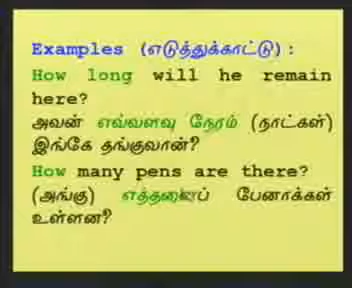 Examples (எடுத்துக்காட்டு):
How long will he remain
here?
அவன் எவ்வளவு நேரம் (நாட்கள்)
இங்கே தங்குவான்?
How many pens are there?
(அங்கு) எத்தனைப் பேனாக்கள்
உள்ளன?